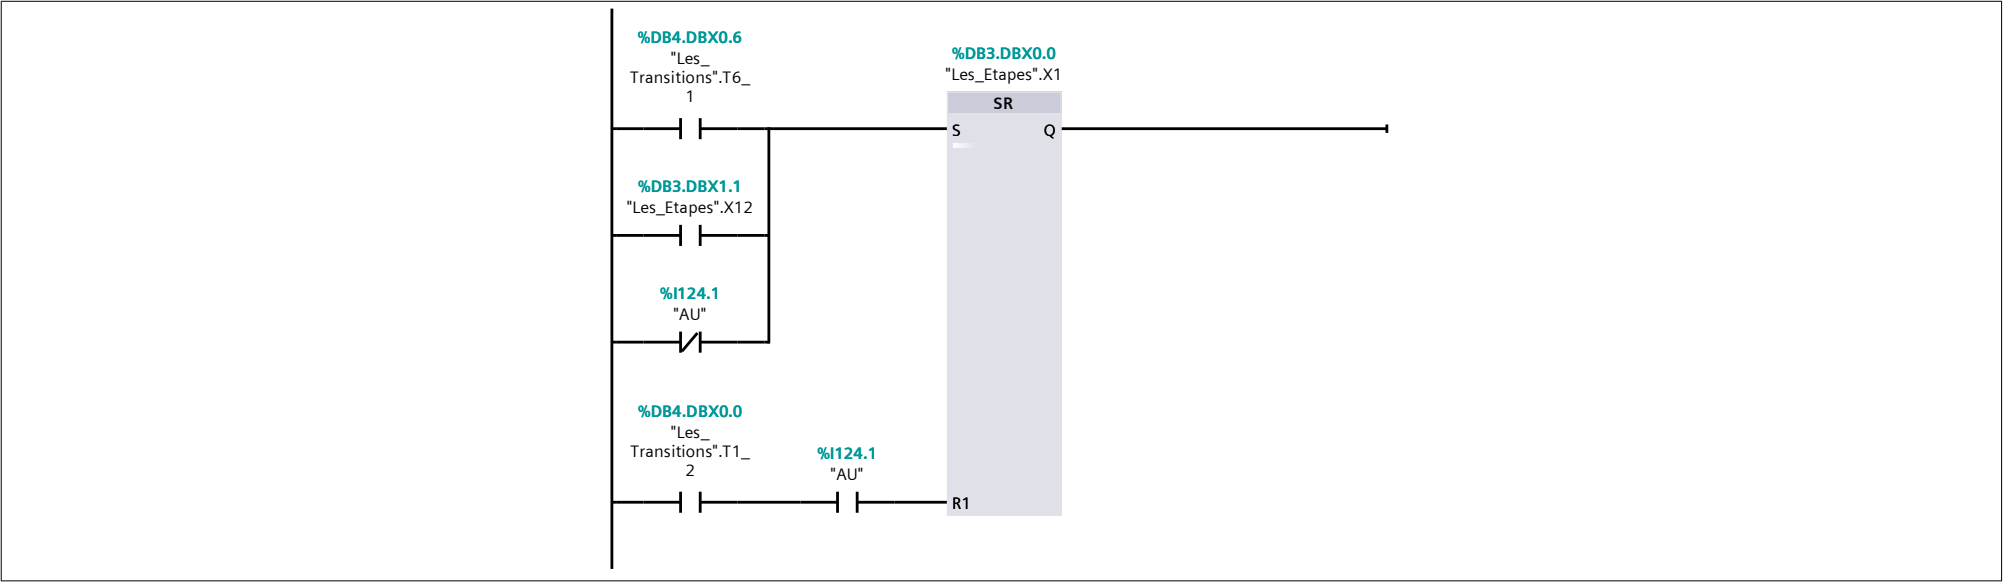 %DB4.DBX0.6
"Les_
Transitions".T6_
1
%DB3.DBX0.0
"Les_Etapes".X1
SR
S
Q
%DB3.DBX1.1
"Les_Etapes".X12
%I124.1
"AU"
%DB4.DBX0.0
"Les_
Transitions".T1_
2
%I124.1
"AU"
R1